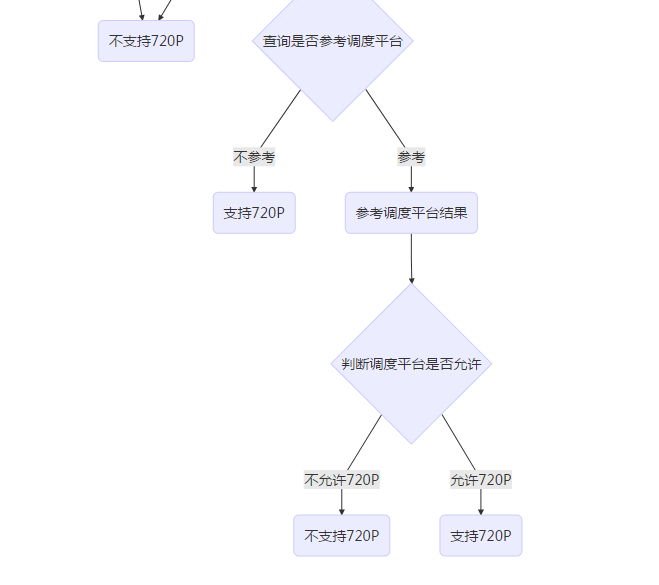 不支持720P
查询是否参考调度平台
不参考
参考
支持720P
参考调度平台结果
判断调度平台是否允许
不允许720P
允许720P
不支持720P
支持720P